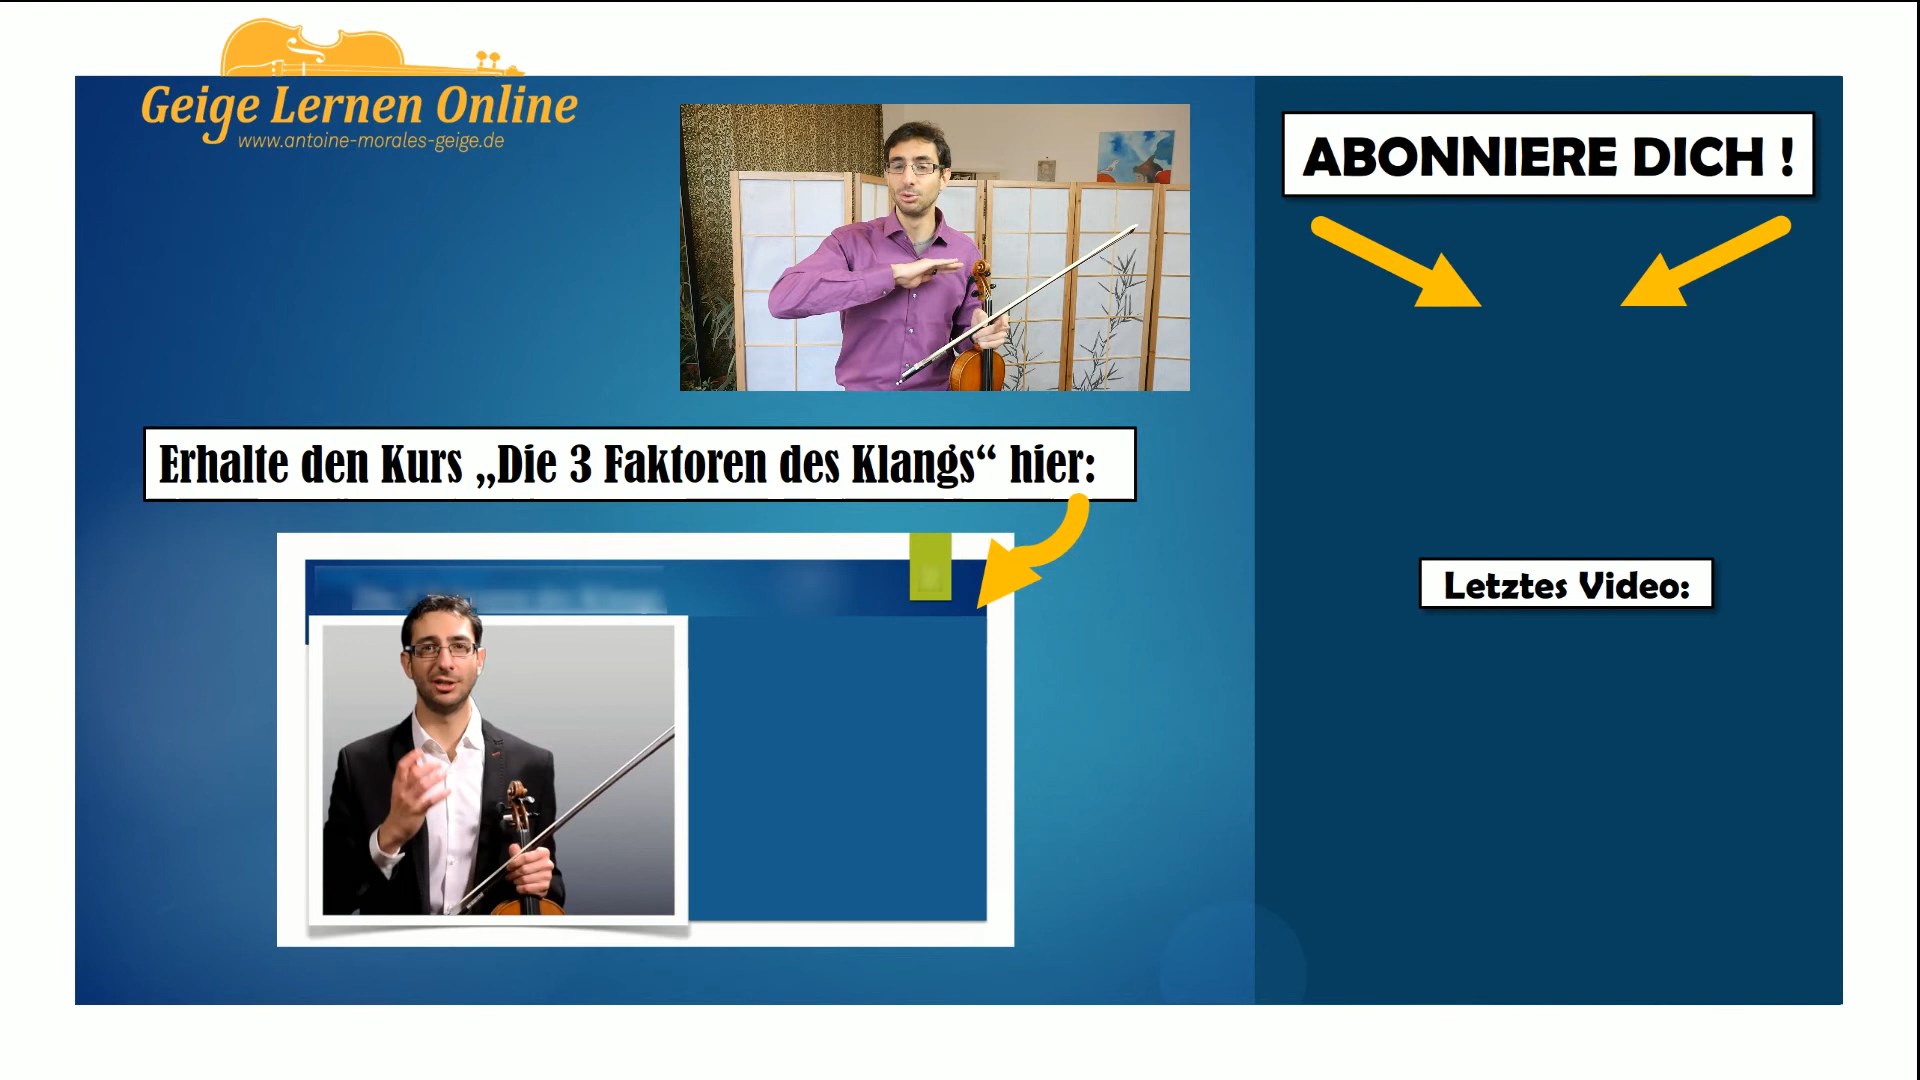 Geige Lernen Online
www.antoine-morales-geige.de
ABONNIERE DICH !
Erhalte den Kurs „Die 3 Faktoren des Klangs“ hier:
Letztes Video: